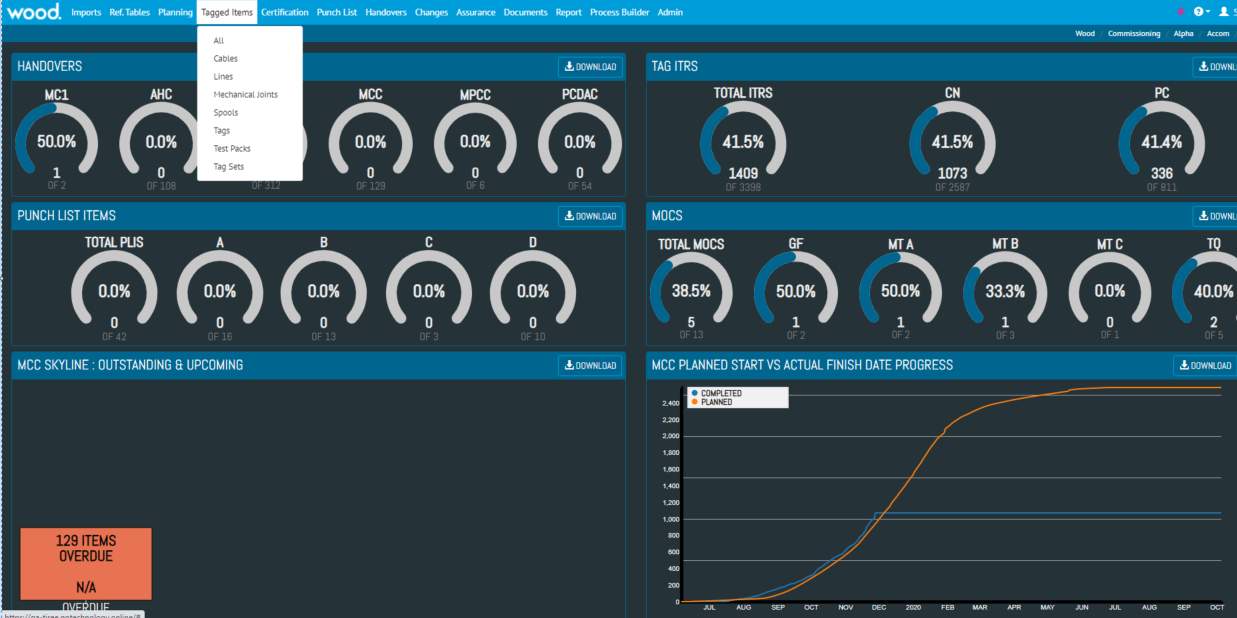 wood. Imports Ref. Tables Planning Tagged Items Certification Punch List Handovers Changes Assurance Documents Report Process Builder Admin
Wood / Commissioning / Alpha / Accom /
All
Cables
Lines
Mechanical Joints
Spools
Tags
Test Packs
Tag Sets
HANDOVERS DOWNLOAD
MC1 AHC MCC MPCC PCDAC
50.0% 0.0% 0.0% 0.0% 0.0%
1 0 0 0 0
OF 2 OF 108 OF 312 OF 129 OF 6 OF 54
TAG ITRS
TOTAL ITRS CN PC
41.5% 41.5% 41.4%
1409 1073 336
OF 3398 OF 2587 OF 811
PUNCH LIST ITEMS DOWNLOAD
TOTAL PLIS A B C D
0.0% 0.0% 0.0% 0.0% 0.0%
0 0 0 0 0
OF 42 OF 16 OF 13 OF 3 OF 10
MOCS
TOTAL MOCS GF MT A MT B MT C TQ
38.5% 50.0% 50.0% 33.3% 0.0% 40.0%
5 1 1 1 0 2
OF 13 OF 2 OF 2 OF 3 OF 1 OF 5
MCC SKYLINE : OUTSTANDING & UPCOMING DOWNLOAD
129 ITEMS
OVERDUE
N/A
OVERDUE
MCC PLANNED START VS ACTUAL FINISH DATE PROGRESS DOWNLOAD
COMPLETED
PLANNED
2,400
2,200
2,000
1,800
1,600
1,400
1,200
1,000
800
600
400
200
0
JUL AUG SEP OCT NOV DEC 2020 FEB MAR APR MAY JUN JUL AUG SEP OCT